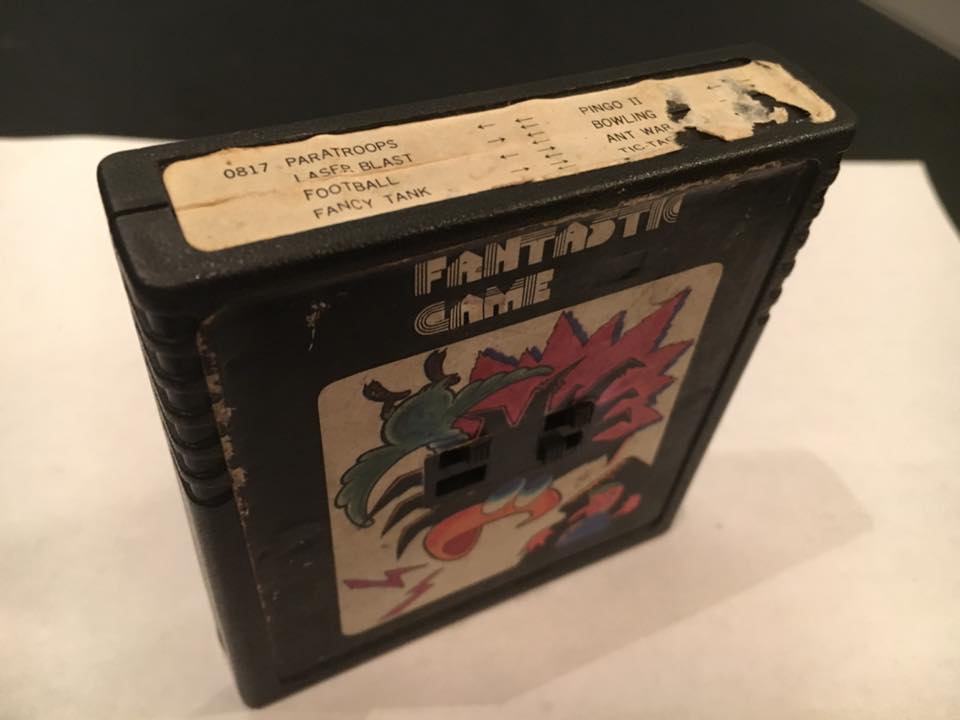 0817 PARATROOPS ← ← PINGO II ←
LASER BLAST → ← BOWLING
FOOTBALL ← → ANT WAR
FANCY TANK → → TIC-TAC
FANTASTIC
GAME